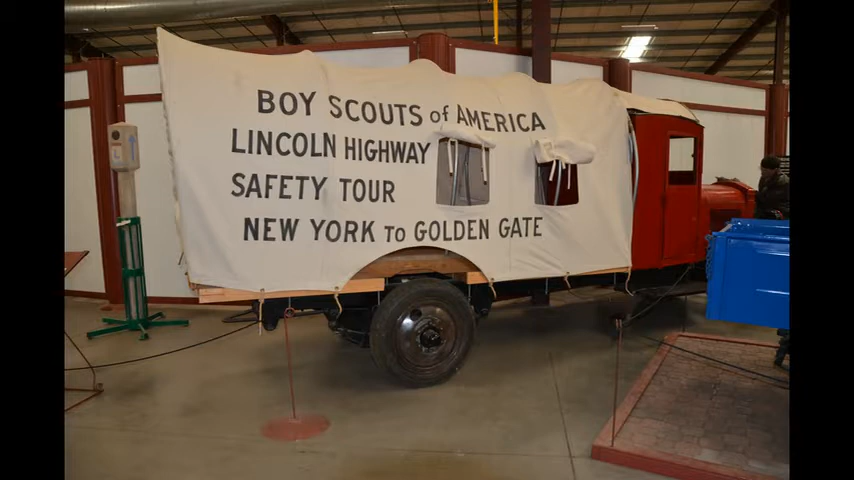 BOY SCOUTS of AMERICA
LINCOLN HIGHWAY
SAFETY TOUR
NEW YORK TO GOLDEN GATE